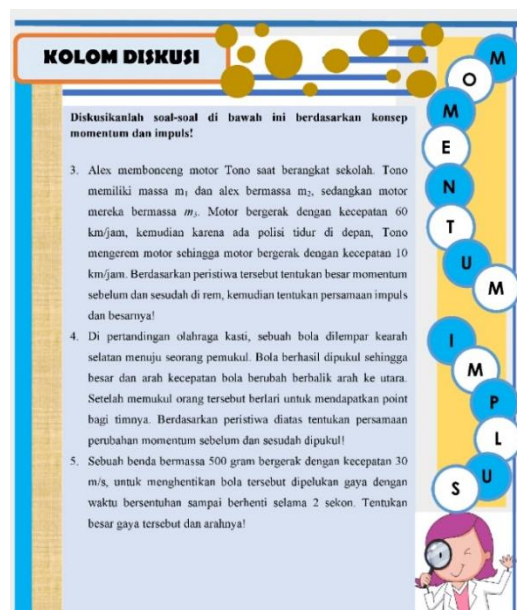 KOLOM DISKUSI
Diskusikanlah soal-soal di bawah ini berdasarkan konsep
momentum dan impuls!
3. Alex membonceng motor Tono saat berangkat sekolah. Tono
memiliki massa m₁ dan alex bermassa m₂, sedangkan motor
mereka bermassa m₃. Motor bergerak dengan kecepatan 60
km/jam, kemudian karena ada polisi tidur di depan, Tono
mengerem motor sehingga motor bergerak dengan kecepatan 10
km/jam. Berdasarkan peristiwa tersebut tentukan besar momentum
sebelum dan sesudah di rem, kemudian tentukan persamaan impuls
dan besarnya!
4. Di pertandingan olahraga kasti, sebuah bola dilempar kearah
selatan menuju seorang pemukul. Bola berhasil dipukul sehingga
besar dan arah kecepatan bola berubah berbalik arah ke utara.
Setelah memukul orang tersebut berlari untuk mendapatkan point
bagi timnya. Berdasarkan peristiwa diatas tentukan persamaan
perubahan momentum sebelum dan sesudah dipukul!
5. Sebuah benda bermassa 500 gram bergerak dengan kecepatan 30
m/s, untuk menghentikan bola tersebut dipelukan gaya dengan
waktu bersentuhan sampai berhenti selama 2 sekon. Tentukan
besar gaya tersebut dan arahnya!
MOMENTUM
IMPULS